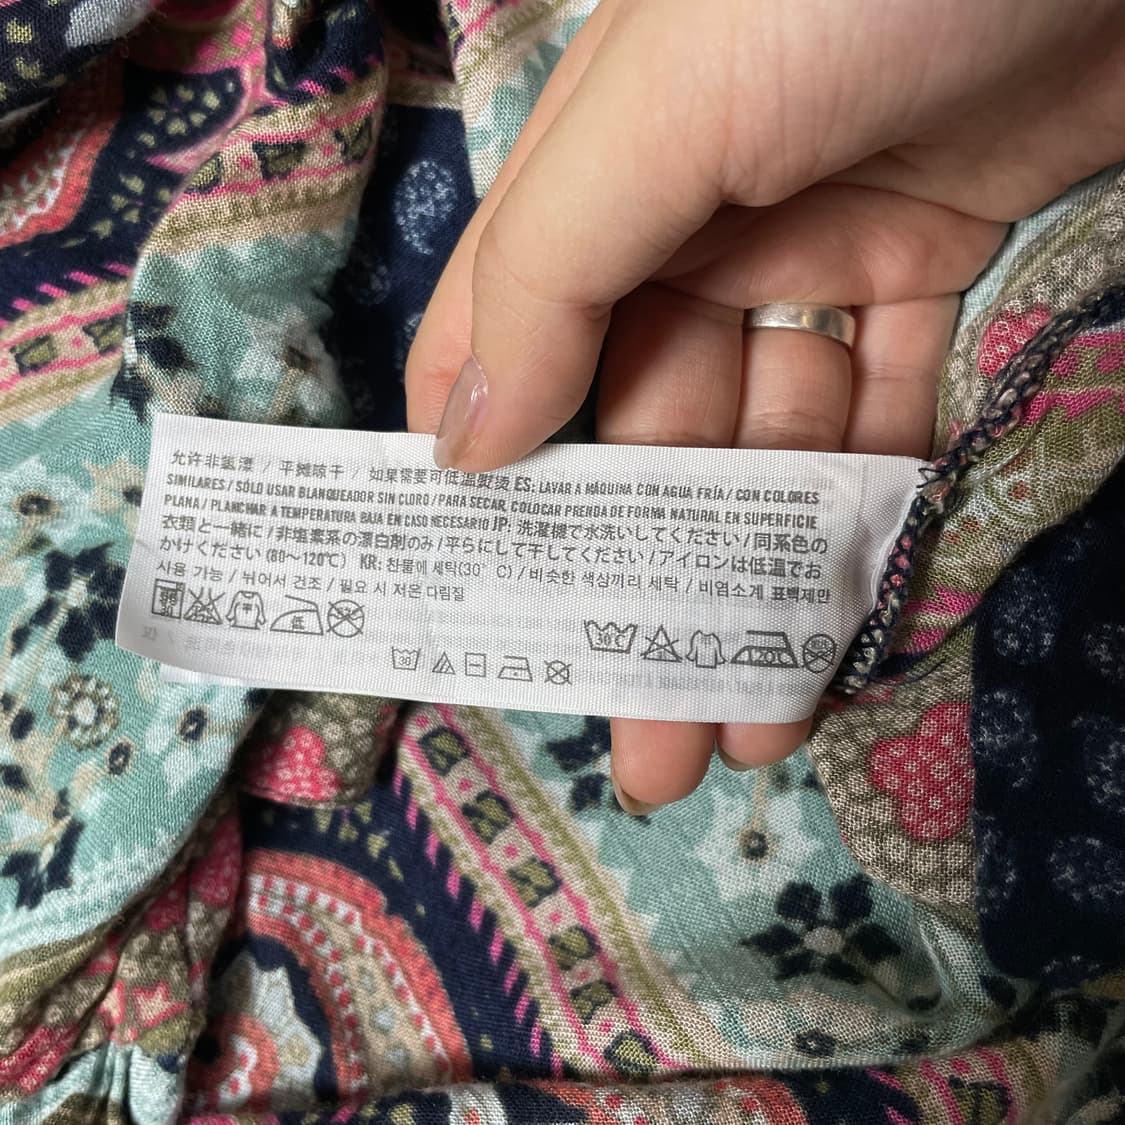 允许非氯漂 / 平摊晾干 / 如果需要可低温熨烫 ES: LAVAR A MÁQUINA CON AGUA FRÍA / CON COLORES
SIMILARES / SÓLO USAR BLANQUEADOR SIN CLORO / PARA SECAR, COLOCAR PRENDA DE FORMA NATURAL EN SUPERFICIE
PLANA / PLANCHAR A TEMPERATURA BAJA EN CASO NECESARIO JP: 洗濯機で水洗いしてください / 同系色の
衣類と一緒に / 非塩素系の漂白剤のみ / 平らにして干してください / アイロンは低温でお
かけください (80～120℃) KR: 찬물에 세탁(30° C) / 비슷한 색상끼리 세탁 / 비염소계 표백제만
사용 가능 / 뉘어서 건조 / 필요 시 저온 다림질
低 30°C 120C
30